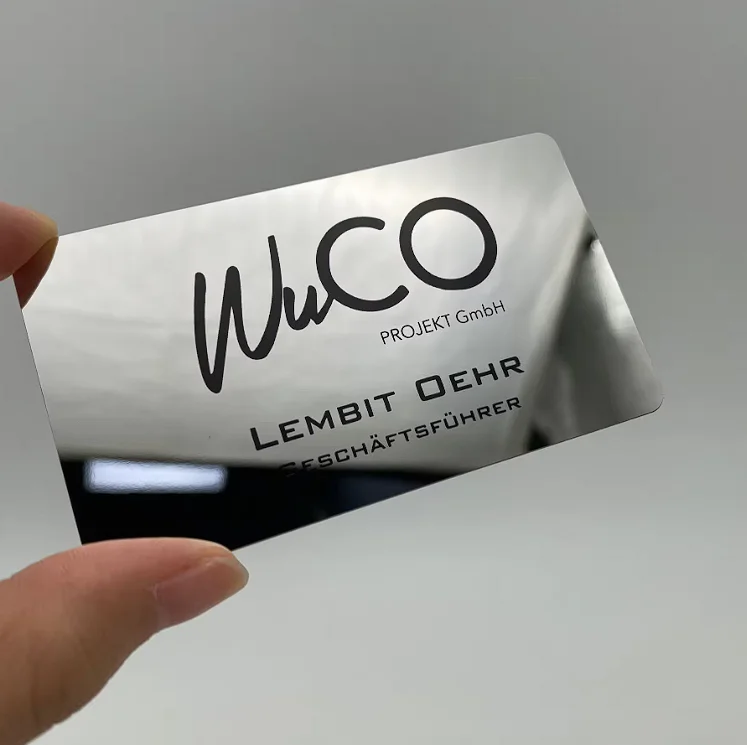 WuCO
PROJEKT GmbH
LEMBIT OEHR
GESCHÄFTSFÜHRER